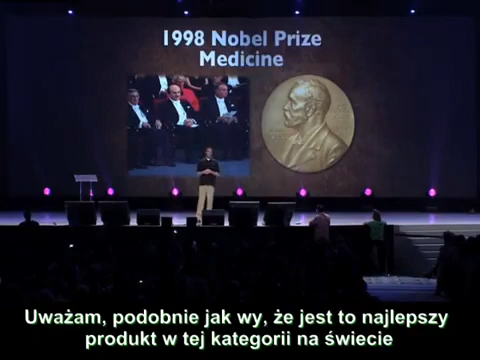 1998 Nobel Prize
Medicine
Uważam, podobnie jak wy, że jest to najlepszy
produkt w tej kategorii na świecie